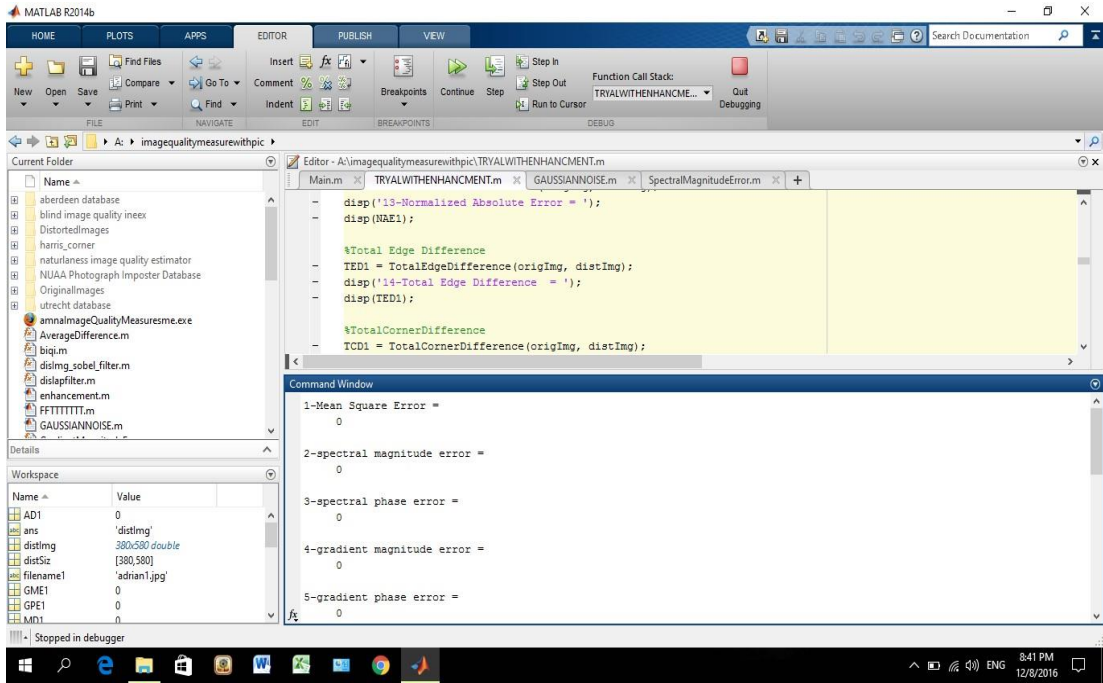 MATLAB R2014b
HOME PLOTS APPS EDITOR PUBLISH VIEW Search Documentation
New Open Save Find Files Compare Print
Go To Find
Insert fx Comment % Indent
Breakpoints Continue Step Step In Step Out Run to Cursor
Function Call Stack:
TRYALWITHENHANCME...
Quit Debugging
FILE NAVIGATE EDIT BREAKPOINTS DEBUG
A: imagequalitymeasurewithpic
Current Folder
Name
aberdeen database
blind image quality ineex
DistortedImages
harris_corner
naturlaness image quality estimator
NUAA Photograph Imposter Database
OriginalImages
utrecht database
amnaImageQualityMeasuresme.exe
AverageDifference.m
biqi.m
disImg_sobel_filter.m
dislapfilter.m
enhancement.m
FFTTTTTTT.m
GAUSSIANNOISE.m
Details
Workspace
Name Value
AD1 0
ans 'distImg'
distImg 380x580 double
distSiz [380,580]
filename1 'adrian1.jpg'
GME1 0
GPE1 0
MD1 0
Editor - A:\imagequalitymeasurewithpic\TRYALWITHENHANCMENT.m
Main.m TRYALWITHENHANCMENT.m GAUSSIANNOISE.m SpectralMagnitudeError.m +
disp('13-Normalized Absolute Error = ');
disp(NAE1);
%Total Edge Difference
TED1 = TotalEdgeDifference(origImg, distImg);
disp('14-Total Edge Difference  = ');
disp(TED1);
%TotalCornerDifference
TCD1 = TotalCornerDifference(origImg, distImg);
Command Window
1-Mean Square Error =
0
2-spectral magnitude error =
0
3-spectral phase error =
0
4-gradient magnitude error =
0
5-gradient phase error =
0
fx
Stopped in debugger
ENG 8:41 PM
12/8/2016